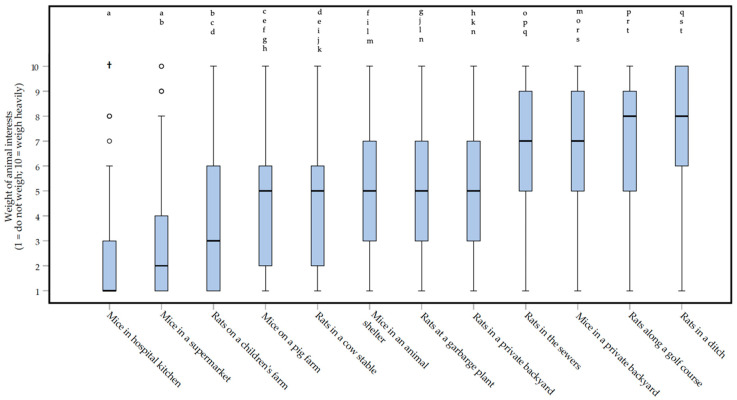 a
a
b
b
c
d
c
e
f
g
h
d
e
i
j
k
f
i
l
m
g
j
l
n
h
k
n
o
p
q
m
o
r
s
p
r
t
q
s
t
Weight of animal interests
(1 = do not weigh; 10 = weigh heavily)
10
9
8
7
6
5
4
3
2
1
Mice in hospital kitchen
Mice in a supermarket
Rats on a children's farm
Mice on a pig farm
Rats in a cow stable
Mice in an animal
shelter
Rats at a garbarge plant
Rats in a private backyard
Rats in the sewers
Mice in a private backyard
Rats along a golf course
Rats in a ditch